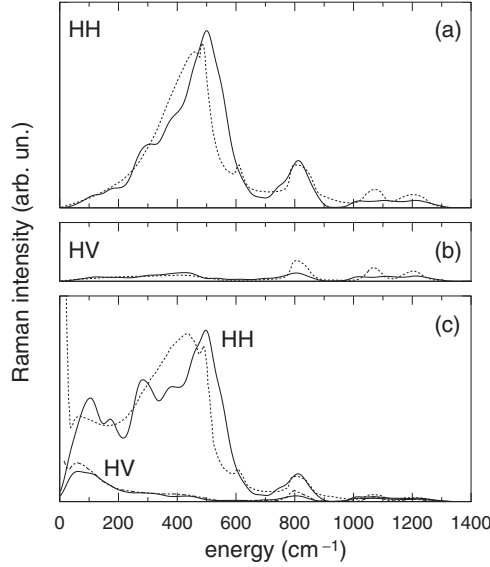 HH
(a)
HV
(b)
(c)
HH
HV
Raman intensity (arb. un.)
0 200 400 600 800 1000 1200 1400
energy (cm⁻¹)